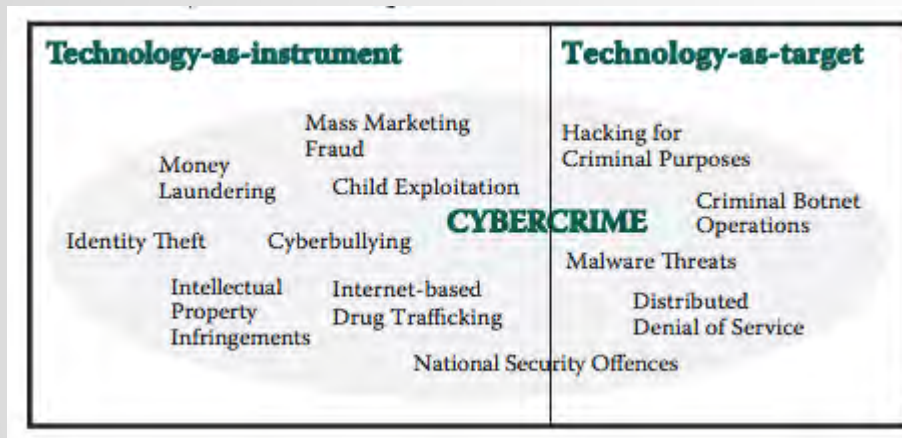 Technology-as-instrument
Mass Marketing
Fraud
Money
Laundering
Child Exploitation
Identity Theft
Cyberbullying
Intellectual
Property
Infringements
Internet-based
Drug Trafficking
CYBERCRIME
National Security Offences
Technology-as-target
Hacking for
Criminal Purposes
Criminal Botnet
Operations
Malware Threats
Distributed
Denial of Service